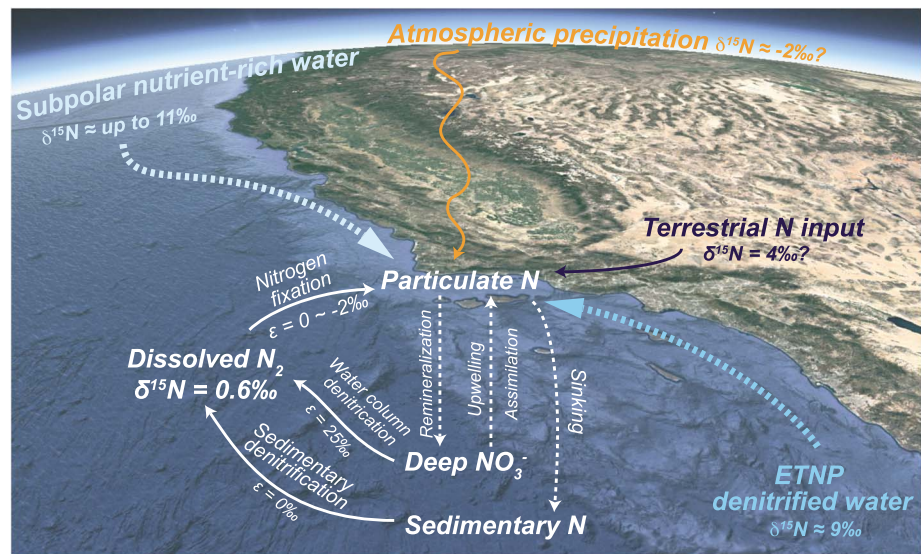 Atmospheric precipitation δ¹⁵N ≈ -2‰?
Subpolar nutrient-rich water
δ¹⁵N ≈ up to 11‰
Terrestrial N input
δ¹⁵N = 4‰?
Particulate N
Nitrogen
fixation
ε = 0 ~ -2‰
Dissolved N₂
δ¹⁵N = 0.6‰
Water column
denitrication
ε = 25‰
Remineralization
Upwelling
Assimilation
Sinking
Deep NO₃⁻
Sedimentary
denitrification
ε = 0‰
Sedimentary N
ETNP
denitrified water
δ¹⁵N ≈ 9‰